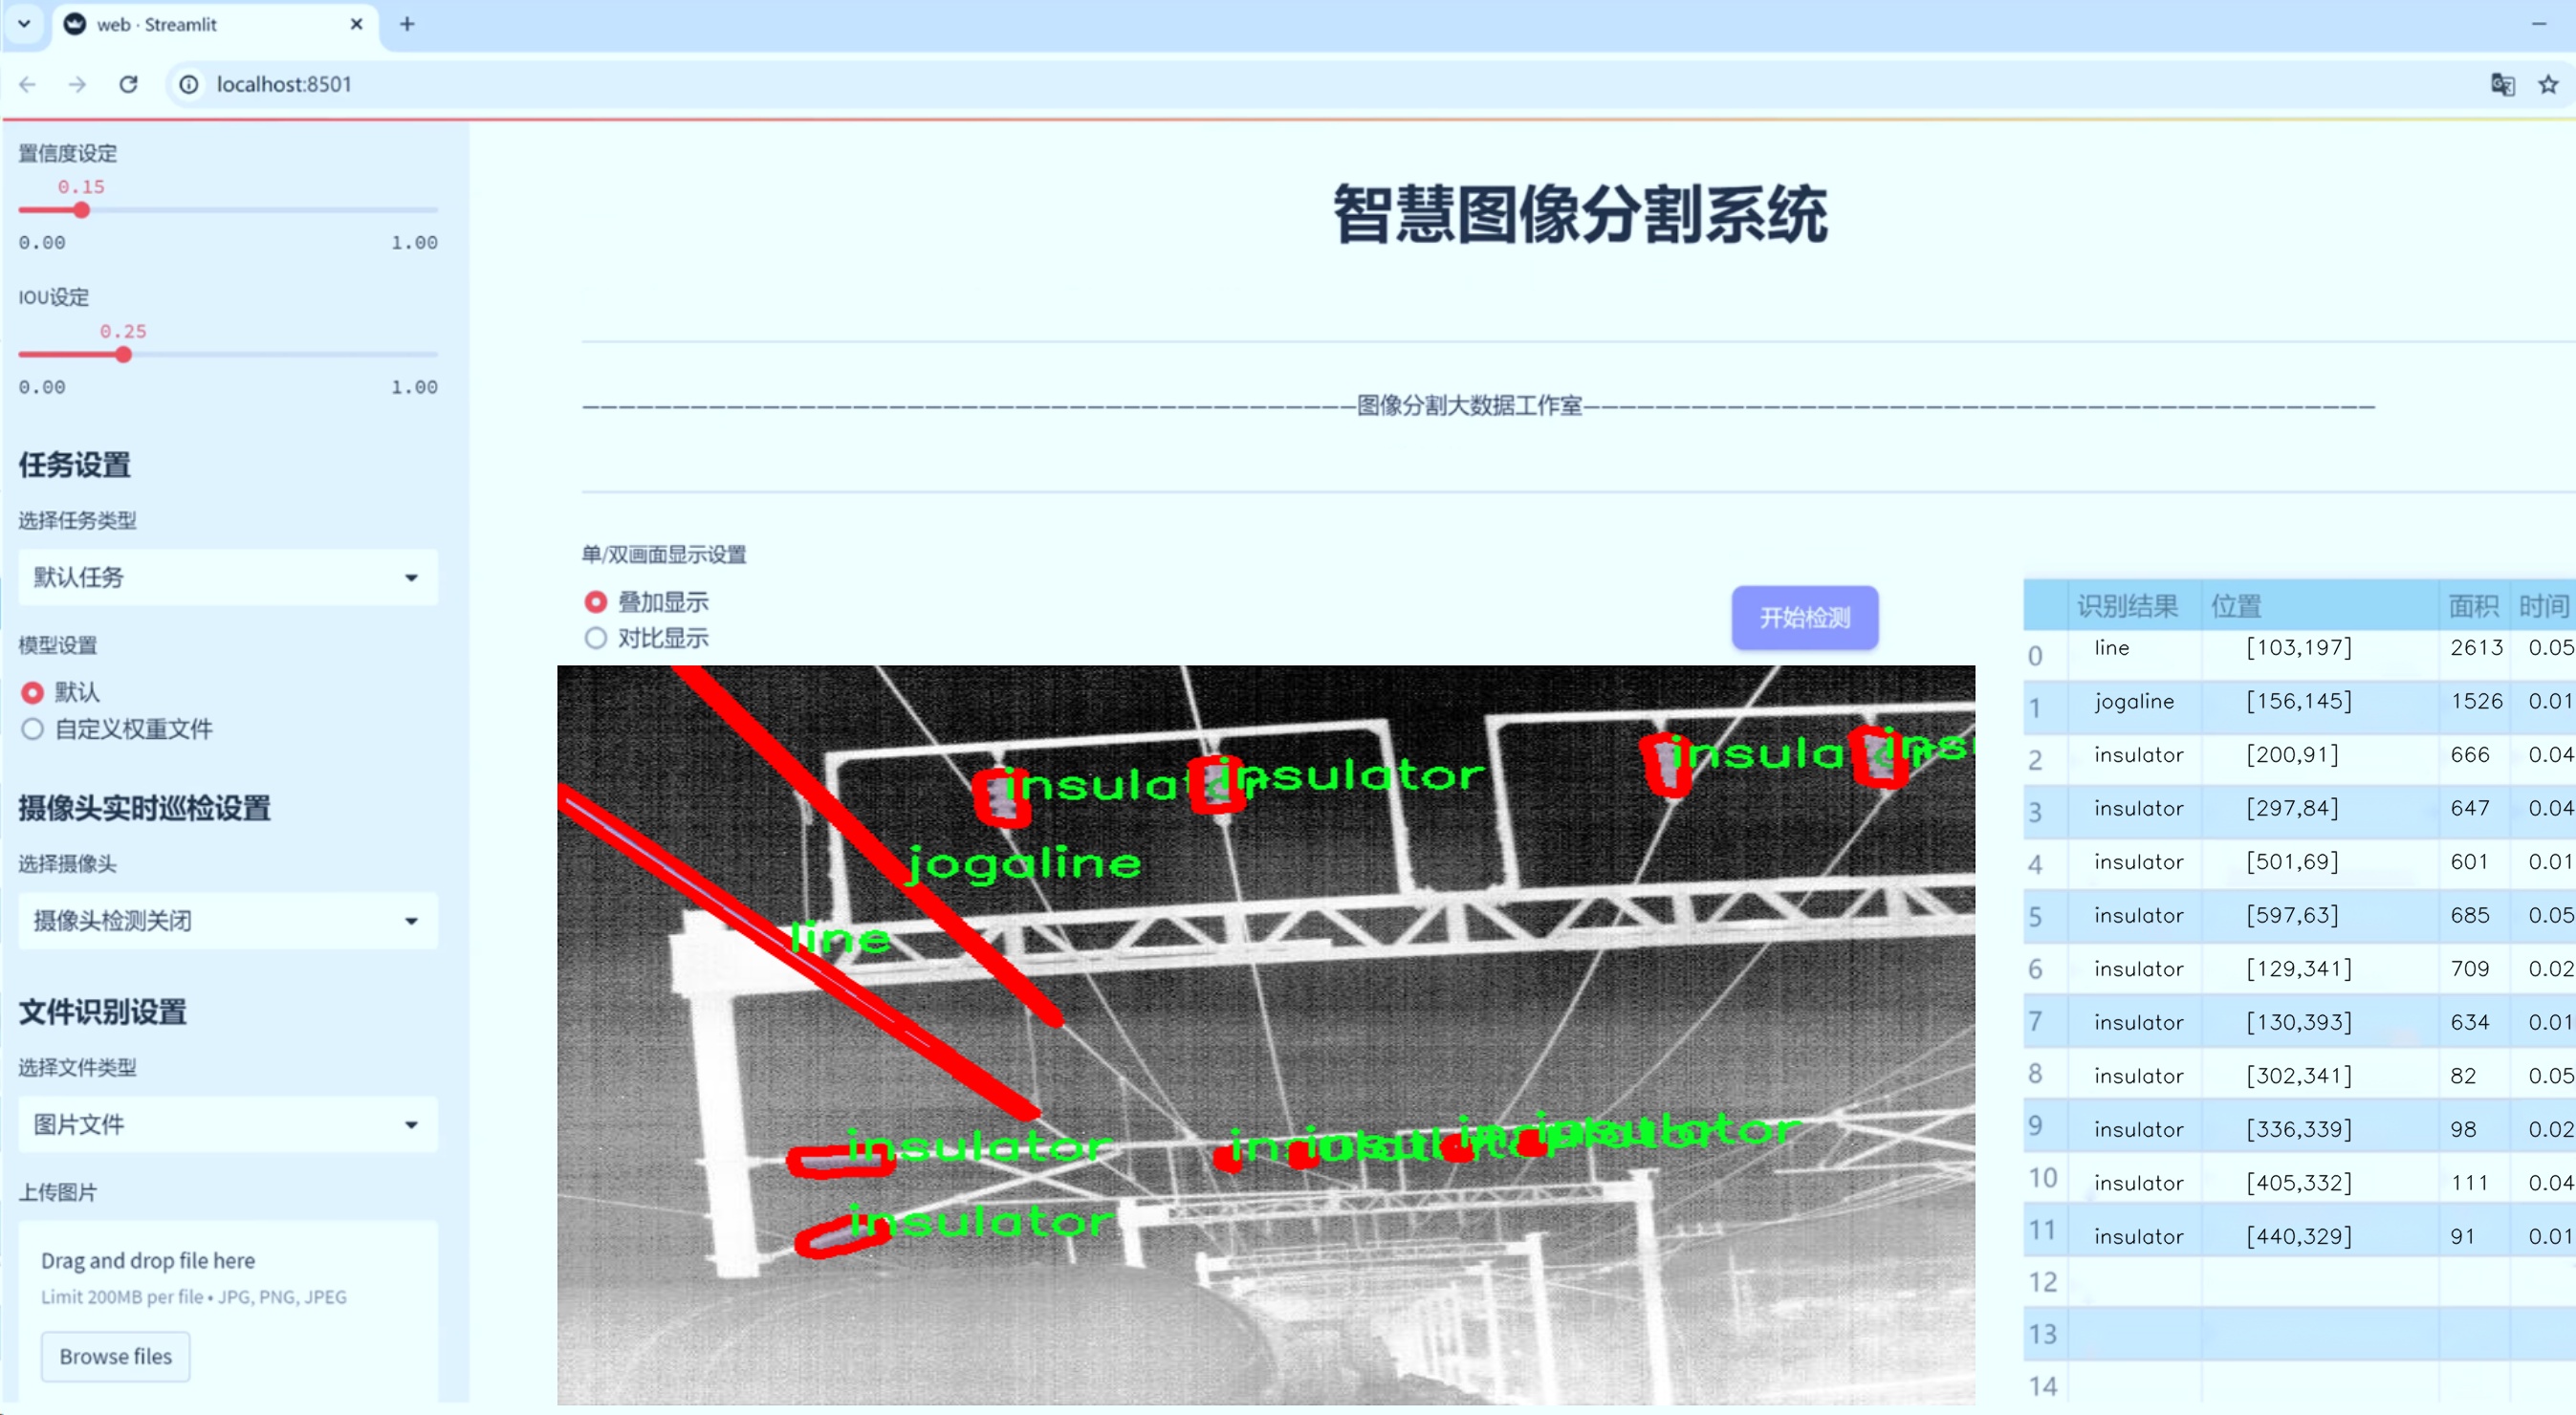 web · Streamlit
localhost:8501
置信度设定
0.15
0.00 1.00
IOU设定
0.25
0.00 1.00
任务设置
选择任务类型
默认任务
模型设置
默认
自定义权重文件
摄像头实时巡检设置
选择摄像头
摄像头检测关闭
文件识别设置
选择文件类型
图片文件
上传图片
Drag and drop file here
Limit 200MB per file • JPG, PNG, JPEG
Browse files
智慧图像分割系统
图像分割大数据工作室
单/双画面显示设置
叠加显示
对比显示
开始检测
insulator
insulator
jogaline
line
insulator
insulator
识别结果 位置 面积 时间
0 line [103,197] 2613 0.05
1 jogaline [156,145] 1526 0.01
2 insulator [200,91] 666 0.04
3 insulator [297,84] 647 0.04
4 insulator [501,69] 601 0.01
5 insulator [597,63] 685 0.05
6 insulator [129,341] 709 0.02
7 insulator [130,393] 634 0.01
8 insulator [302,341] 82 0.05
9 insulator [336,339] 98 0.02
10 insulator [405,332] 111 0.04
11 insulator [440,329] 91 0.01
12
13
14